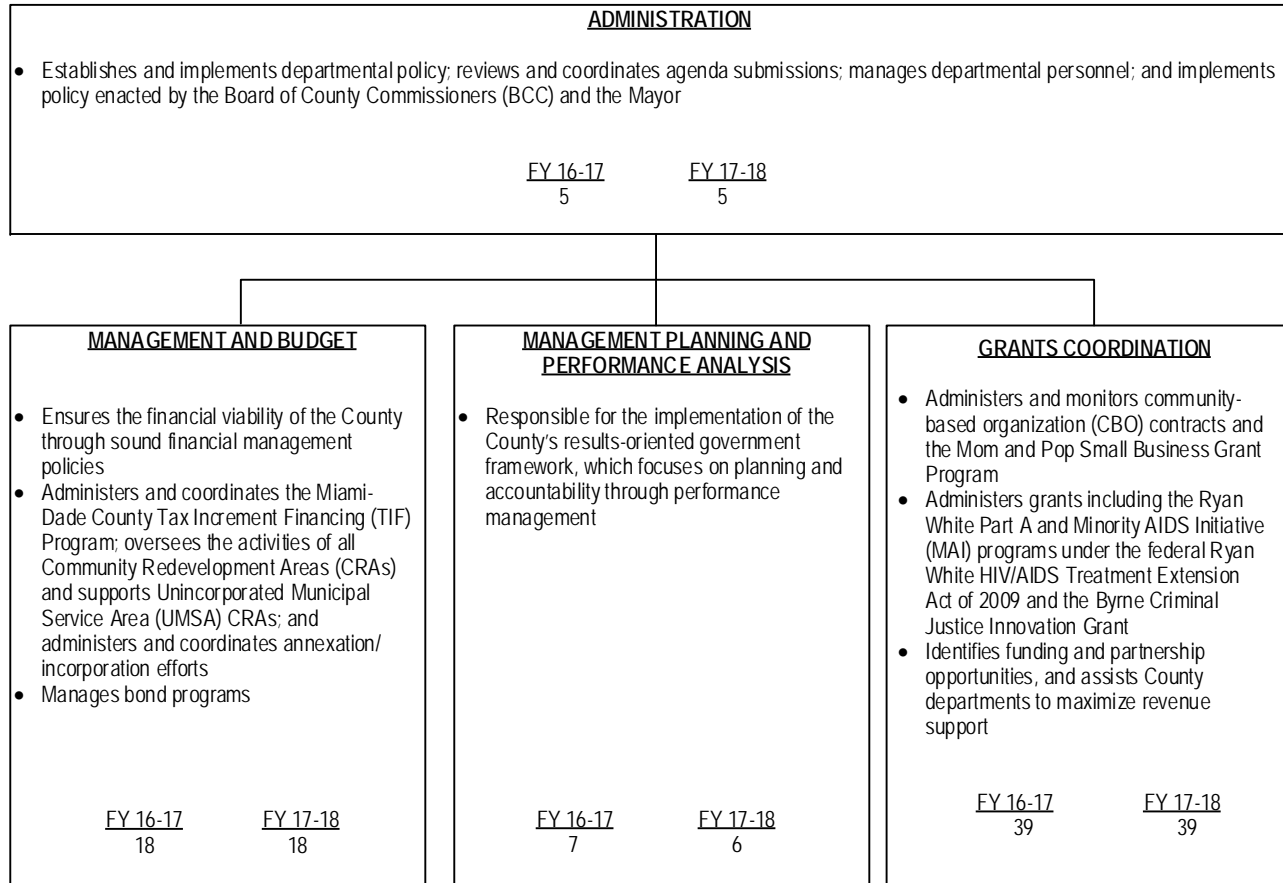 ADMINISTRATION
• Establishes and implements departmental policy; reviews and coordinates agenda submissions; manages departmental personnel; and implements
policy enacted by the Board of County Commissioners (BCC) and the Mayor
FY 16-17 FY 17-18
5 5
MANAGEMENT AND BUDGET
• Ensures the financial viability of the County
through sound financial management
policies
• Administers and coordinates the Miami-
Dade County Tax Increment Financing (TIF)
Program; oversees the activities of all
Community Redevelopment Areas (CRAs)
and supports Unincorporated Municipal
Service Area (UMSA) CRAs; and
administers and coordinates annexation/
incorporation efforts
• Manages bond programs
FY 16-17 FY 17-18
18 18
MANAGEMENT PLANNING AND
PERFORMANCE ANALYSIS
• Responsible for the implementation of the
County's results-oriented government
framework, which focuses on planning and
accountability through performance
management
FY 16-17 FY 17-18
7 6
GRANTS COORDINATION
• Administers and monitors community-
based organization (CBO) contracts and
the Mom and Pop Small Business Grant
Program
• Administers grants including the Ryan
White Part A and Minority AIDS Initiative
(MAI) programs under the federal Ryan
White HIV/AIDS Treatment Extension
Act of 2009 and the Byrne Criminal
Justice Innovation Grant
• Identifies funding and partnership
opportunities, and assists County
departments to maximize revenue
support
FY 16-17 FY 17-18
39 39